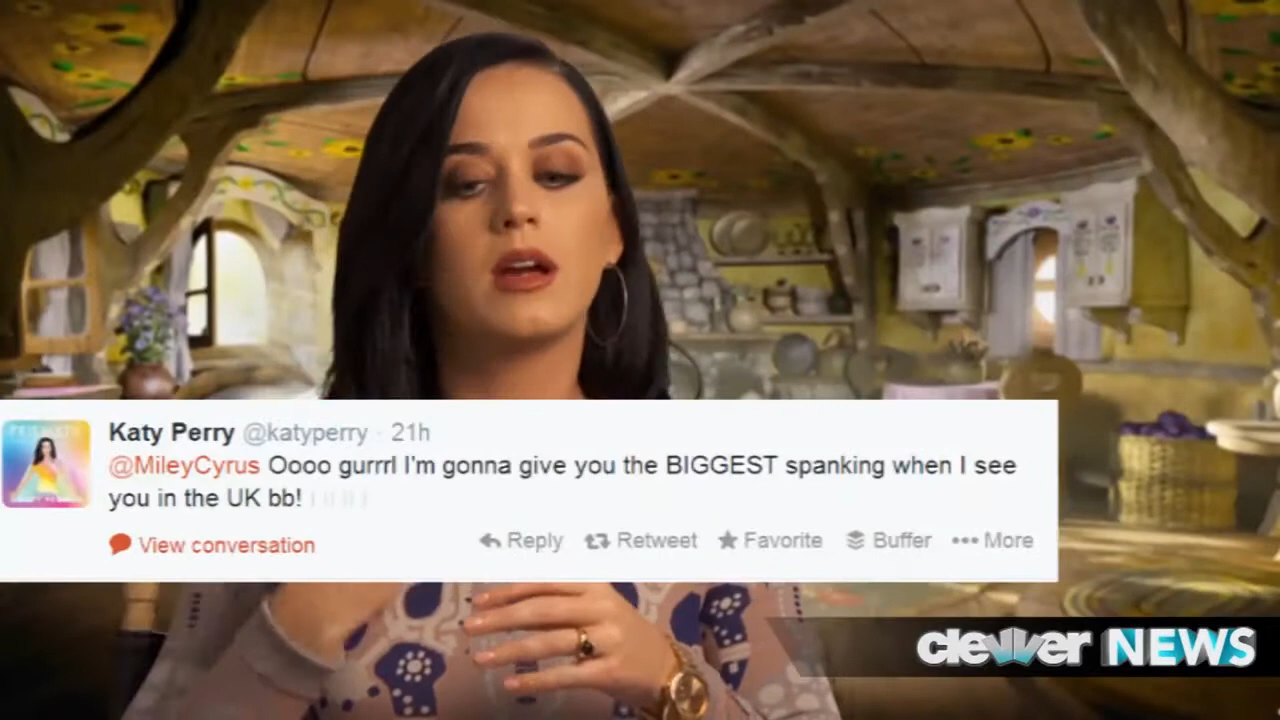 Katy Perry @katyperry · 21h
@MileyCyrus Oooo gurrrl I'm gonna give you the BIGGEST spanking when I see
you in the UK bb!
View conversation
Reply Retweet Favorite Buffer ••• More
clevver NEWS